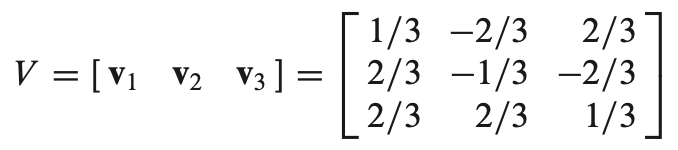 V = [ v₁ v₂ v₃ ] = [ 1/3 −2/3 2/3
2/3 −1/3 −2/3
2/3 2/3 1/3 ]